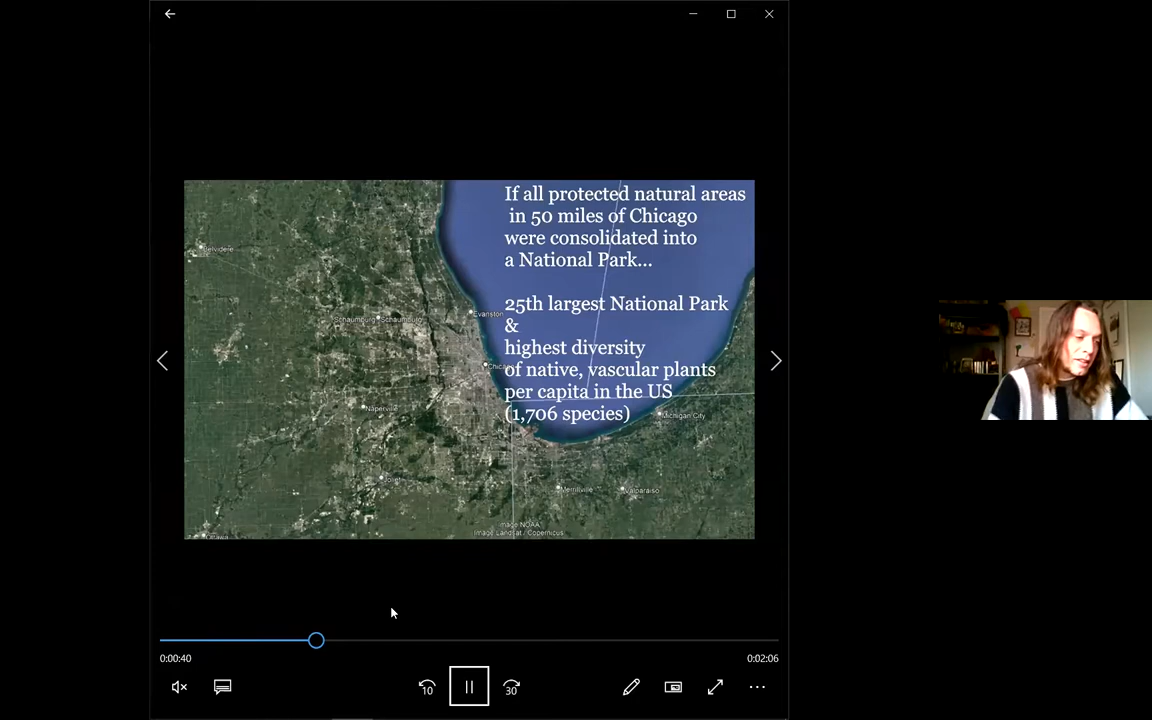 If all protected natural areas
in 50 miles of Chicago
were consolidated into
a National Park...
25th largest National Park
&
highest diversity
of native, vascular plants
per capita in the US
(1,706 species)
Belvidere
Schaumburg Schaumburg
Evanston
Chicago
Naperville
Michigan City
Joliet
Merrillville
Valparaiso
Image NOAA
Image Landsat / Copernicus
Ottawa
0:00:40
0:02:06
10
30